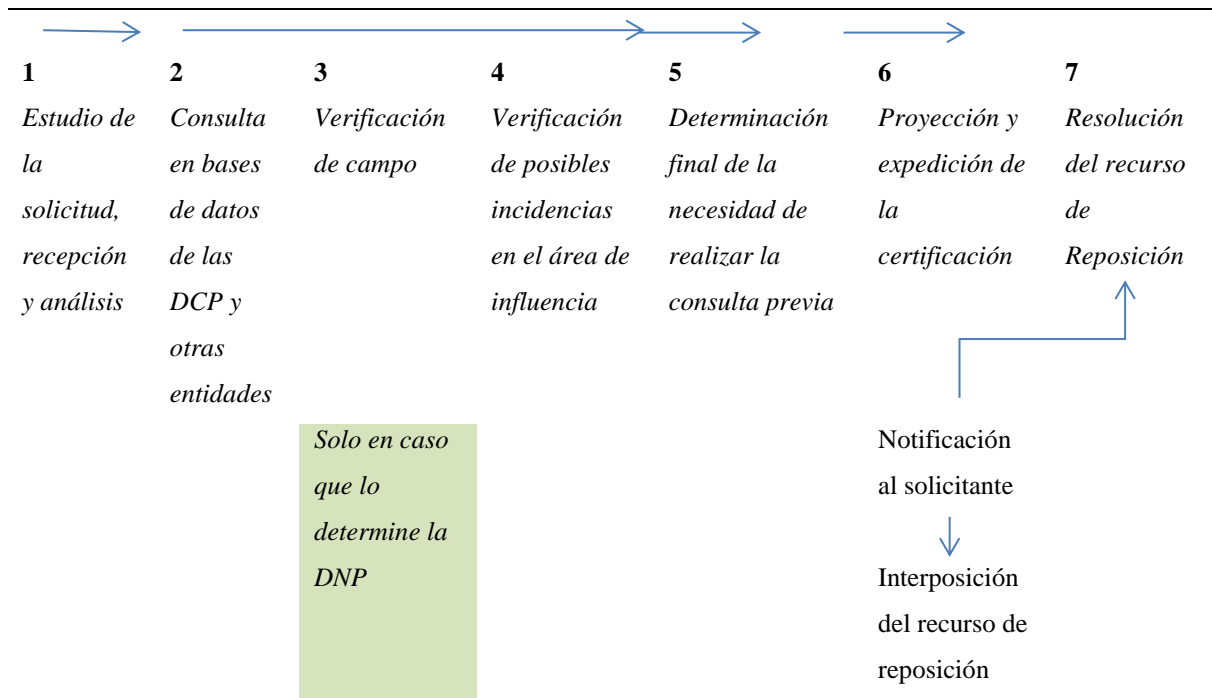 1
Estudio de
la
solicitud,
recepción
y análisis
2
Consulta
en bases
de datos
de las
DCP y
otras
entidades
3
Verificación
de campo
Solo en caso
que lo
determine la
DNP
4
Verificación
de posibles
incidencias
en el área de
influencia
5
Determinación
final de la
necesidad de
realizar la
consulta previa
6
Proyección y
expedición de
la
certificación
Notificación
al solicitante
Interposición
del recurso de
reposición
7
Resolución
del recurso
de
Reposición